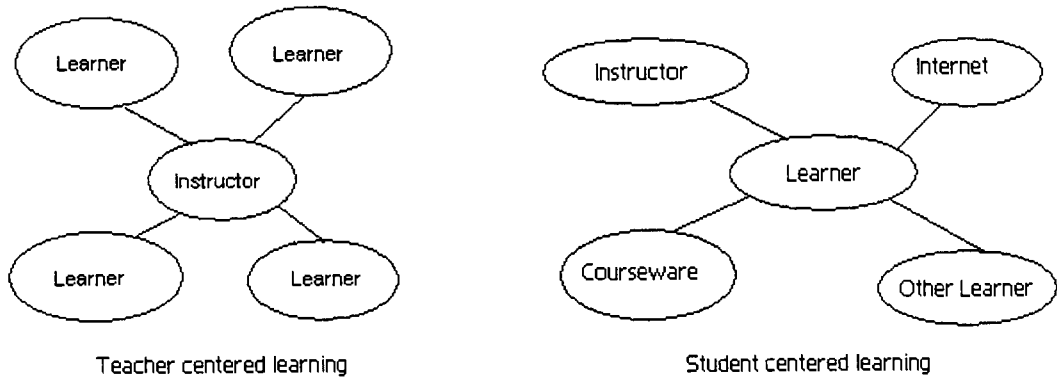 Learner
Learner
Instructor
Learner
Learner
Teacher centered learning
Instructor
Internet
Learner
Courseware
Other Learner
Student centered learning